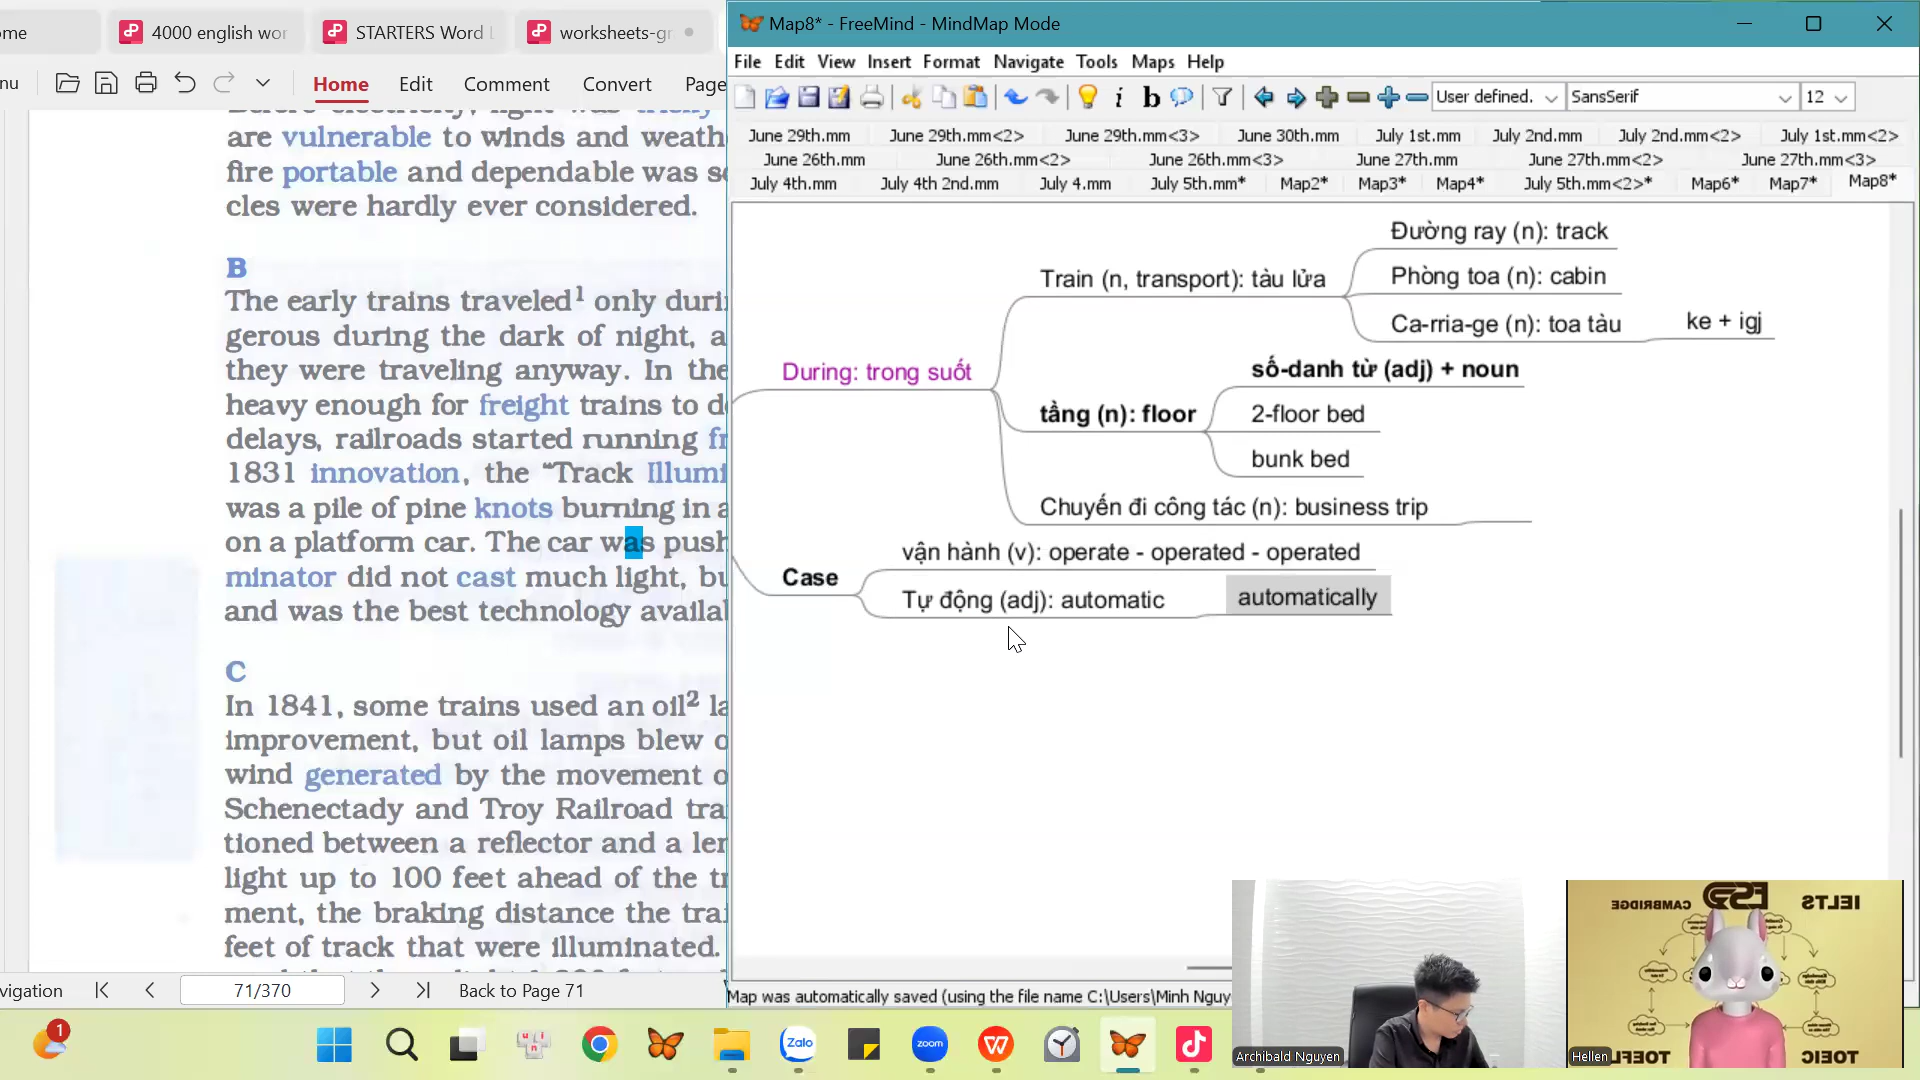 ome
4000 english wor
STARTERS Word L
worksheets-gr
nu
Home
Edit
Comment
Convert
Page
are vulnerable to winds and weath
fire portable and dependable was so
cles were hardly ever considered.
B
The early trains traveled1 only duri
gerous during the dark of night, a
they were traveling anyway. In the
heavy enough for freight trains to de
delays, railroads started running fr
1831 innovation, the “Track Illumi
was a pile of pine knots burning in a
on a platform car. The car was push
minator did not cast much light, bu
and was the best technology availa
C
In 1841, some trains used an oil2 la
improvement, but oil lamps blew o
wind generated by the movement o
Schenectady and Troy Railroad trai
tioned between a reflector and a len
light up to 100 feet ahead of the tr
ment, the braking distance the trai
feet of track that were illuminated.
vigation
71/370
Back to Page 71
Map8* - FreeMind - MindMap Mode
File Edit View Insert Format Navigate Tools Maps Help
User defined.
SansSerif
12
June 29th.mm
June 29th.mm<2>
June 29th.mm<3>
June 30th.mm
July 1st.mm
July 2nd.mm
July 2nd.mm<2>
July 1st.mm<2>
June 26th.mm
June 26th.mm<2>
June 26th.mm<3>
June 27th.mm
June 27th.mm<2>
June 27th.mm<3>
July 4th.mm
July 4th 2nd.mm
July 4.mm
July 5th.mm*
Map2*
Map3*
Map4*
July 5th.mm<2>*
Map6*
Map7*
Map8*
During: trong suốt
Train (n, transport): tàu lửa
Đường ray (n): track
Phòng toa (n): cabin
Ca-rria-ge (n): toa tàu
ke + igj
tầng (n): floor
số-danh từ (adj) + noun
2-floor bed
bunk bed
Chuyến đi công tác (n): business trip
Case
vận hành (v): operate - operated - operated
Tự động (adj): automatic
automatically
Map was automatically saved (using the file name C:\Users\Minh Nguy
CAMBRIDGE
IELTS
TOEFL
TOEIC
Archibald Nguyen
Hellen
1
Zalo
zoom